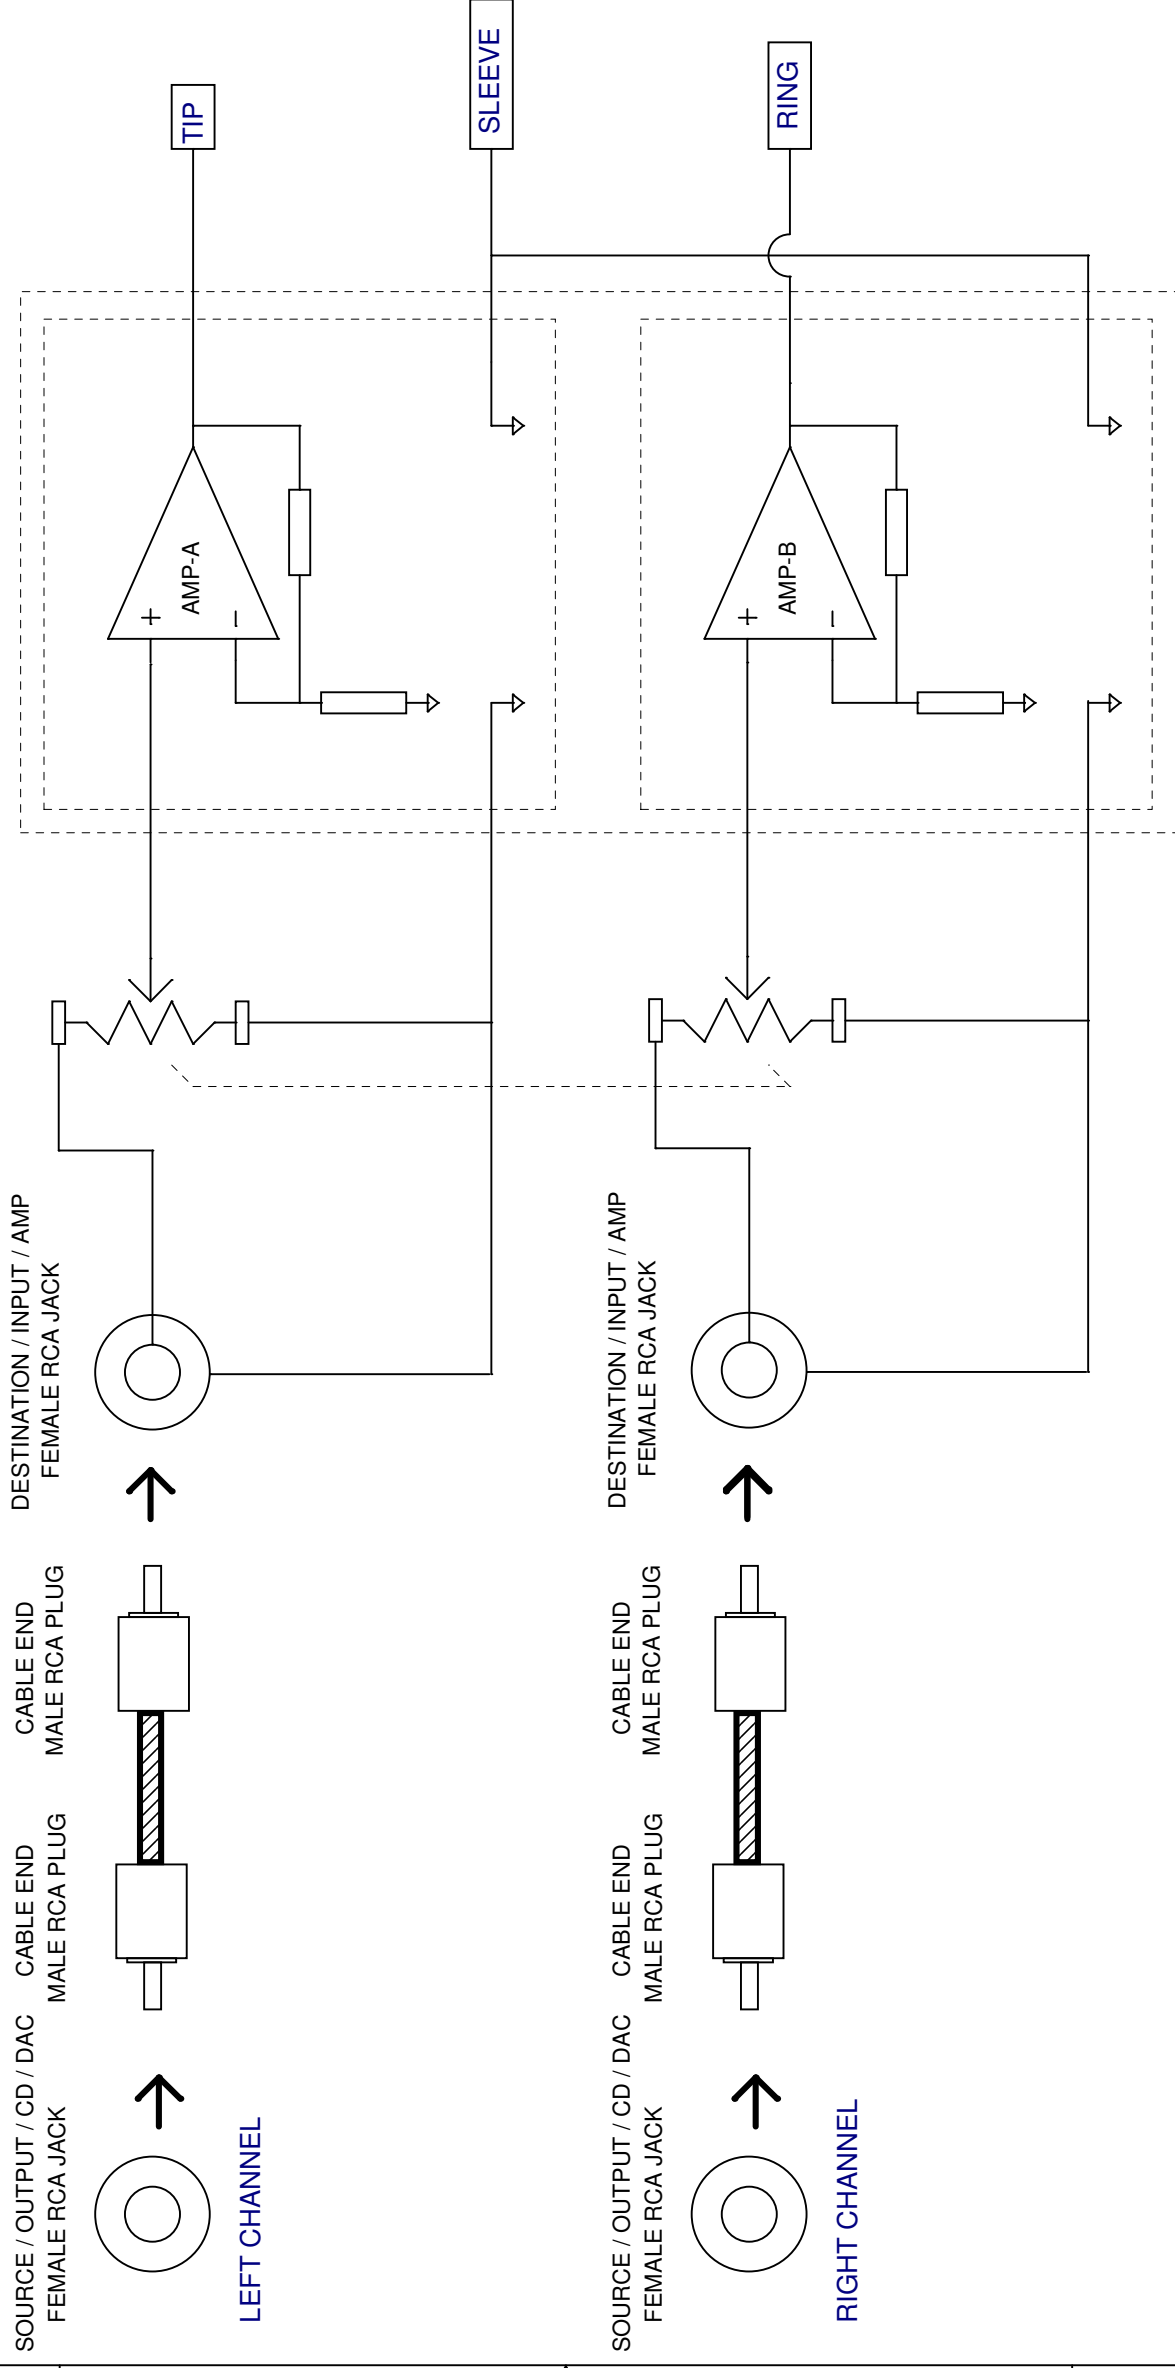 SOURCE / OUTPUT / CD / DAC
FEMALE RCA JACK
CABLE END
MALE RCA PLUG
CABLE END
MALE RCA PLUG
DESTINATION / INPUT / AMP
FEMALE RCA JACK
+
AMP-A
–
TIP
LEFT CHANNEL
SLEEVE
SOURCE / OUTPUT / CD / DAC
FEMALE RCA JACK
CABLE END
MALE RCA PLUG
CABLE END
MALE RCA PLUG
DESTINATION / INPUT / AMP
FEMALE RCA JACK
+
AMP-B
–
RING
RIGHT CHANNEL